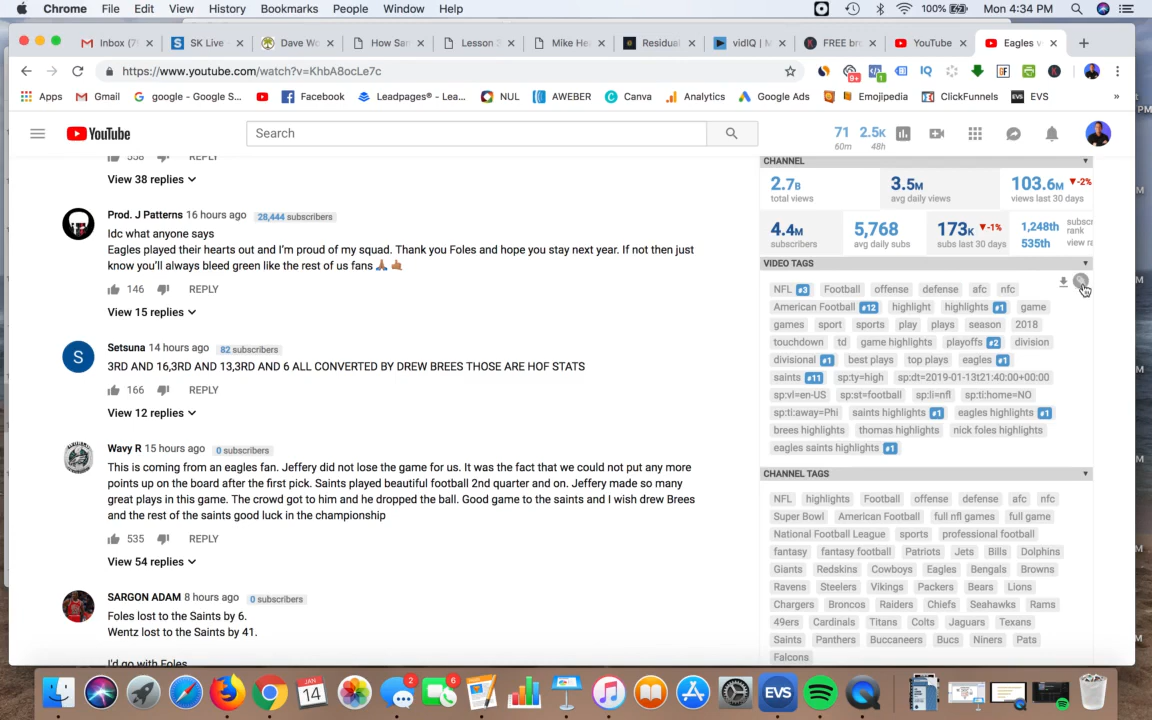 Chrome File Edit View History Bookmarks People Window Help 100% Mon 4:34 PM
Inbox (7 SK Live - Dave Wo How San Lesson 3 Mike He Residual vidIQ | M FREE bro YouTube Eagles v
https://www.youtube.com/watch?v=KhbA8ocLe7c 9+ 1 IQ
Apps Gmail google - Google S... Facebook Leadpages® - Lea... NUL AWEBER Canva Analytics Google Ads Emojipedia ClickFunnels EVS »
YouTube Search 71 60m 2.5K 48h
338 REPLY
View 38 replies
Prod. J Patterns 16 hours ago 28,444 subscribers
Idc what anyone says
Eagles played their hearts out and I'm proud of my squad. Thank you Foles and hope you stay next year. If not then just
know you'll always bleed green like the rest of us fans 🙏🏽 🤙🏽
146 REPLY
View 15 replies
Setsuna 14 hours ago 82 subscribers
S
3RD AND 16,3RD AND 13,3RD AND 6 ALL CONVERTED BY DREW BREES THOSE ARE HOF STATS
166 REPLY
View 12 replies
Wavy R 15 hours ago 0 subscribers
This is coming from an eagles fan. Jeffery did not lose the game for us. It was the fact that we could not put any more
points up on the board after the first pick. Saints played beautiful football 2nd quarter and on. Jeffery made so many
great plays in this game. The crowd got to him and he dropped the ball. Good game to the saints and I wish drew Brees
and the rest of the saints good luck in the championship
535 REPLY
View 54 replies
SARGON ADAM 8 hours ago 0 subscribers
Foles lost to the Saints by 6.
Wentz lost to the Saints by 41.
I'd go with Foles
CHANNEL
2.7B 3.5M 103.6M -2%
total views avg daily views views last 30 days
4.4M 5,768 173K -1% 1,248th subscr rank
subscribers avg daily subs subs last 30 days 535th view ra
VIDEO TAGS
NFL #3 Football offense defense afc nfc
American Football #12 highlight highlights #1 game
games sport sports play plays season 2018
touchdown td game highlights playoffs #2 division
divisional #1 best plays top plays eagles #1
saints #11 sp:ty=high sp:dt=2019-01-13t21:40:00+00:00
sp:vl=en-US sp:st=football sp:li=nfl sp:ti:home=NO
sp:ti:away=Phi saints highlights #1 eagles highlights #1
brees highlights thomas highlights nick foles highlights
eagles saints highlights #1
CHANNEL TAGS
NFL highlights Football offense defense afc nfc
Super Bowl American Football full nfl games full game
National Football League sports professional football
fantasy fantasy football Patriots Jets Bills Dolphins
Giants Redskins Cowboys Eagles Bengals Browns
Ravens Steelers Vikings Packers Bears Lions
Chargers Broncos Raiders Chiefs Seahawks Rams
49ers Cardinals Titans Colts Jaguars Texans
Saints Panthers Buccaneers Bucs Niners Pats
Falcons
JAN 14 2 6 EVS